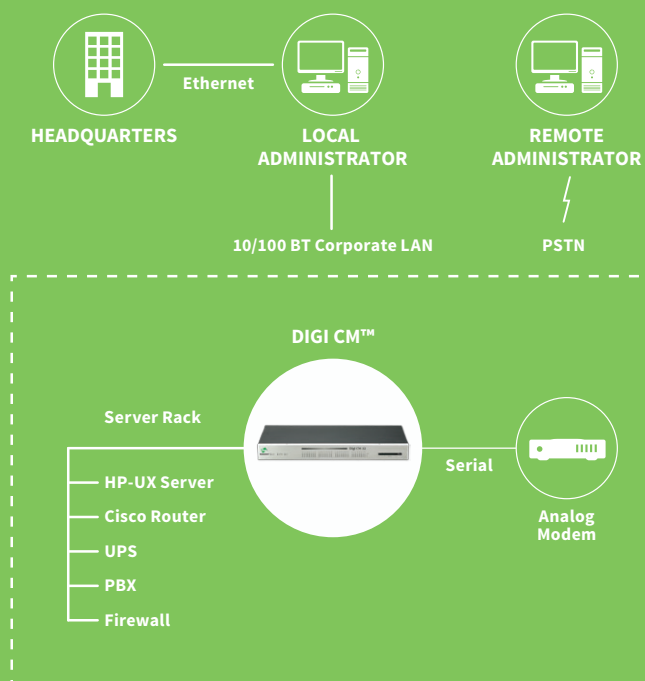 Ethernet
HEADQUARTERS
LOCAL
ADMINISTRATOR
REMOTE
ADMINISTRATOR
10/100 BT Corporate LAN
PSTN
DIGI CM™
Server Rack
Serial
HP-UX Server
Cisco Router
UPS
PBX
Firewall
Analog
Modem